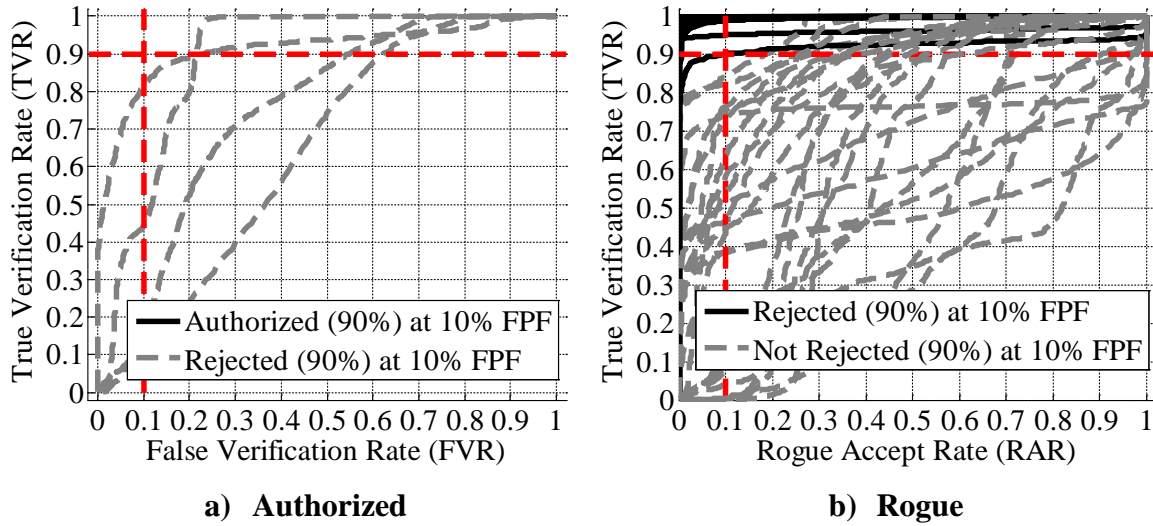 True Verification Rate (TVR)
1
0.9
0.8
0.7
0.6
0.5
0.4
0.3
0.2
0.1
0
Authorized (90%) at 10% FPF
Rejected (90%) at 10% FPF
0 0.1 0.2 0.3 0.4 0.5 0.6 0.7 0.8 0.9 1
False Verification Rate (FVR)
a) Authorized
True Verification Rate (TVR)
1
0.9
0.8
0.7
0.6
0.5
0.4
0.3
0.2
0.1
0
Rejected (90%) at 10% FPF
Not Rejected (90%) at 10% FPF
0 0.1 0.2 0.3 0.4 0.5 0.6 0.7 0.8 0.9 1
Rogue Accept Rate (RAR)
b) Rogue